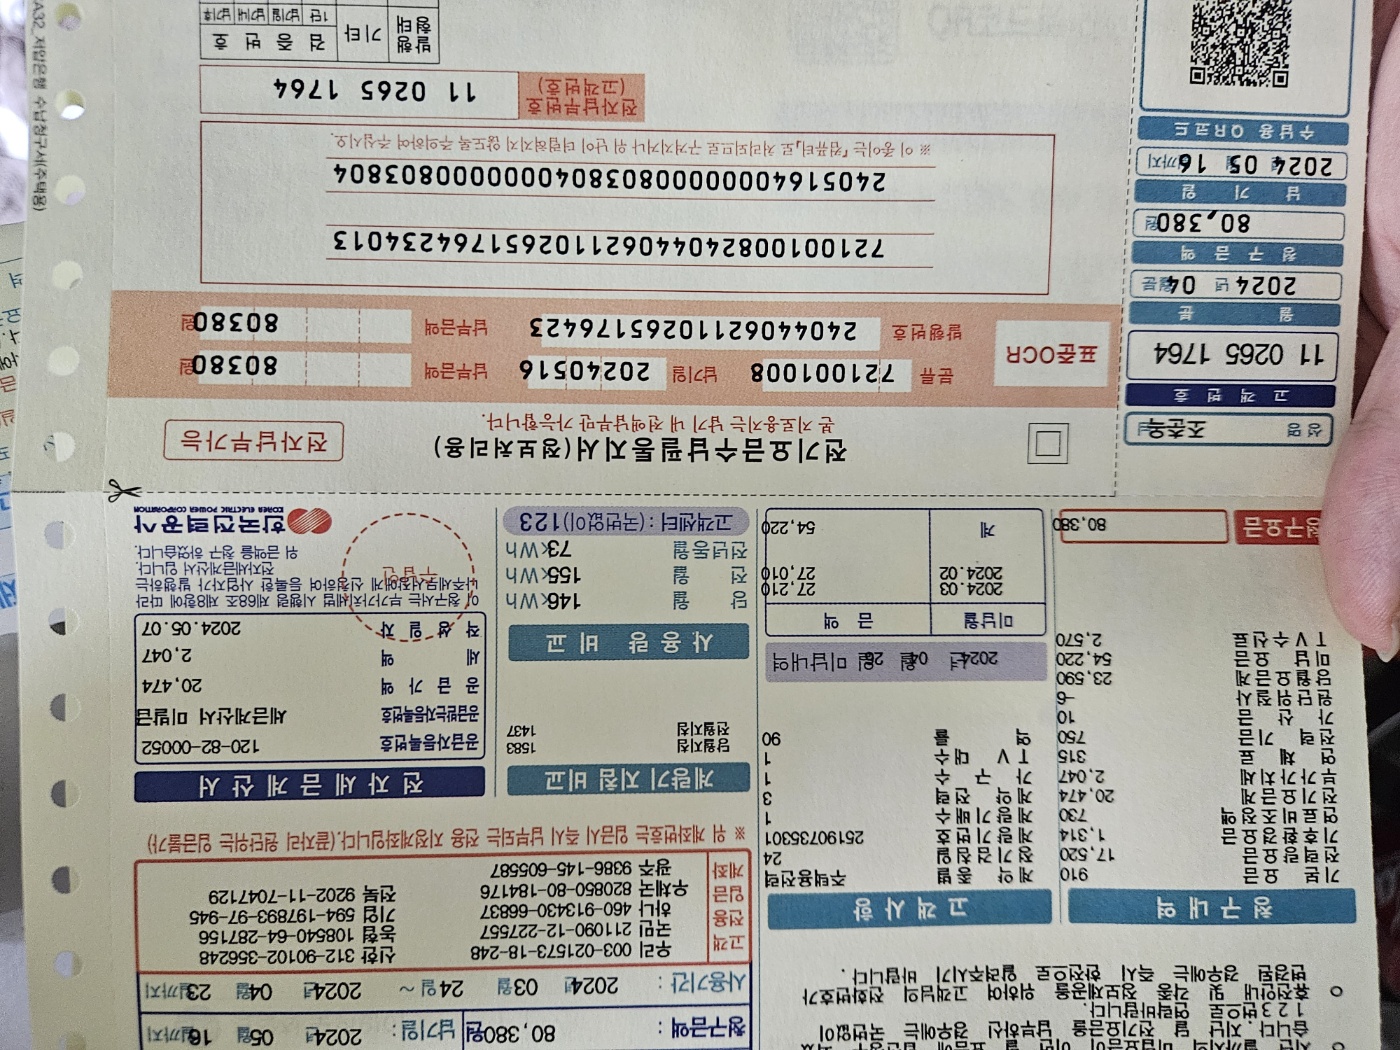 지난 달까지의 미납요금이 이번 달 요금에 합산청구 되었
습니다.지난 달 전기요금을 납부하신 경우에는 국번없이
123번으로 연락바랍니다.
ㅇ 휴전안내 및 각종 정보제공을 위하여 고객님의 전화번호가
변경된 경우에는 즉시 한전으로 알려주시기 바랍니다.
청구내역
기본 요금 910
전력량요금 17,520
기후환경요금 1,314
연료비조정액 730
전기요금계 20,474
부가가치세 2,047
연 체 료 315
전력 기금 750
가 산 금 10
원단위절사 -6
당월요금계 23,590
미납 요금 54,220
TV수신료 2,570
청구요금 80,380
고객사항
계약 종별 주택용전력
정기검침일 24
계량기번호 25190735301
계량기배수 1
계약 전력 3
가 구 수 1
TV 대수 1
역 률 90
2024년 04월 26일 미납내역
미납월 금 액
2024.03 27,210
2024.02 27,010
계 54,220
청구금액 : 80,380원 납기일 : 2024년 05월 16일까지
사용기간 : 2024년 03월 24일 ~ 2024년 04월 23일까지
고객
전용
입금
계좌
우리 003-021573-18-248 신한 312-90102-356248
국민 211090-12-227557 농협 108540-64-287156
하나 460-913430-66837 기업 594-197893-97-945
우체국 820850-80-184176 전북 9202-11-7047129
광주 9386-145-605587
※ 위 계좌번호는 입금시 즉시 납부되는 전용 지정계좌입니다.(끝자리 원단위는 입금불가)
계량기 지침 비교
당월지침 1583
전월지침 1437
사용량 비교
당 월 146kWh
전 월 155kWh
전년동월 73kWh
고객센터 : (국번없이)123
전자세금계산서
공급자등록번호 120-82-00052
공급받는자등록번호 세금계산서 미발급
공 급 가 액 20,474
세 액 2,047
작 성 일 자 2024.05.07
이 청구서는 부가가치세법 시행령 제68조 제8항에 따라
나주세무서장에게 신청하여 등록한 사업자가 발행하는
전자세금계산서 입니다.
위 금액을 청구 하였습니다.
수납인
한국전력공사
KOREA ELECTRIC POWER CORPORATION
성명 조춘옥님
고 객 번 호
11 0265 1764
월 분
2024년 04월분
청 구 금 액
80,380원
납 기 일
2024년 05월 16일까지
수납용 QR코드
전기요금수납필통지서(정보처리용)
본 지로용지는 납기 내 전액납부만 가능합니다.
전자납부가능
표준OCR
분류 721001008 납기일 20240516 납부금액 80380원
발행번호 24044062110265176423 납부금액 80380원
721001008240440621102651764234013
240516400000008038040000000803804
※ 이 종이는『컴퓨터』로 처리되므로 구겨지거나 위 난이 더럽혀지지 않도록 주의하여 주십시오.
전자납부번호
(고객번호)
11 0265 1764
발행
형태
기타
검 증 번 호
1단 납기일 납기내 납기후
수납청구서(주택용)